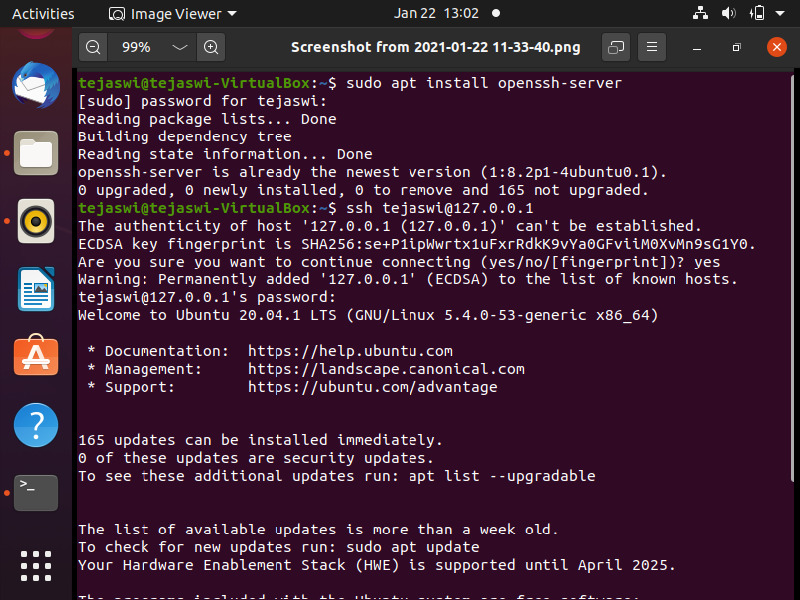 Activities Image Viewer Jan 22 13:02
99% Screenshot from 2021-01-22 11-33-40.png
tejaswi@tejaswi-VirtualBox:~$ sudo apt install openssh-server
[sudo] password for tejaswi:
Reading package lists... Done
Building dependency tree
Reading state information... Done
openssh-server is already the newest version (1:8.2p1-4ubuntu0.1).
0 upgraded, 0 newly installed, 0 to remove and 165 not upgraded.
tejaswi@tejaswi-VirtualBox:~$ ssh tejaswi@127.0.0.1
The authenticity of host '127.0.0.1 (127.0.0.1)' can't be established.
ECDSA key fingerprint is SHA256:se+P1ipWwrtx1uFxrRdkK9vYa0GFviiM0XvMn9sG1Y0.
Are you sure you want to continue connecting (yes/no/[fingerprint])? yes
Warning: Permanently added '127.0.0.1' (ECDSA) to the list of known hosts.
tejaswi@127.0.0.1's password:
Welcome to Ubuntu 20.04.1 LTS (GNU/Linux 5.4.0-53-generic x86_64)
* Documentation: https://help.ubuntu.com
* Management: https://landscape.canonical.com
* Support: https://ubuntu.com/advantage
165 updates can be installed immediately.
0 of these updates are security updates.
To see these additional updates run: apt list --upgradable
The list of available updates is more than a week old.
To check for new updates run: sudo apt update
Your Hardware Enablement Stack (HWE) is supported until April 2025.
The programs included with the Ubuntu system are free software;